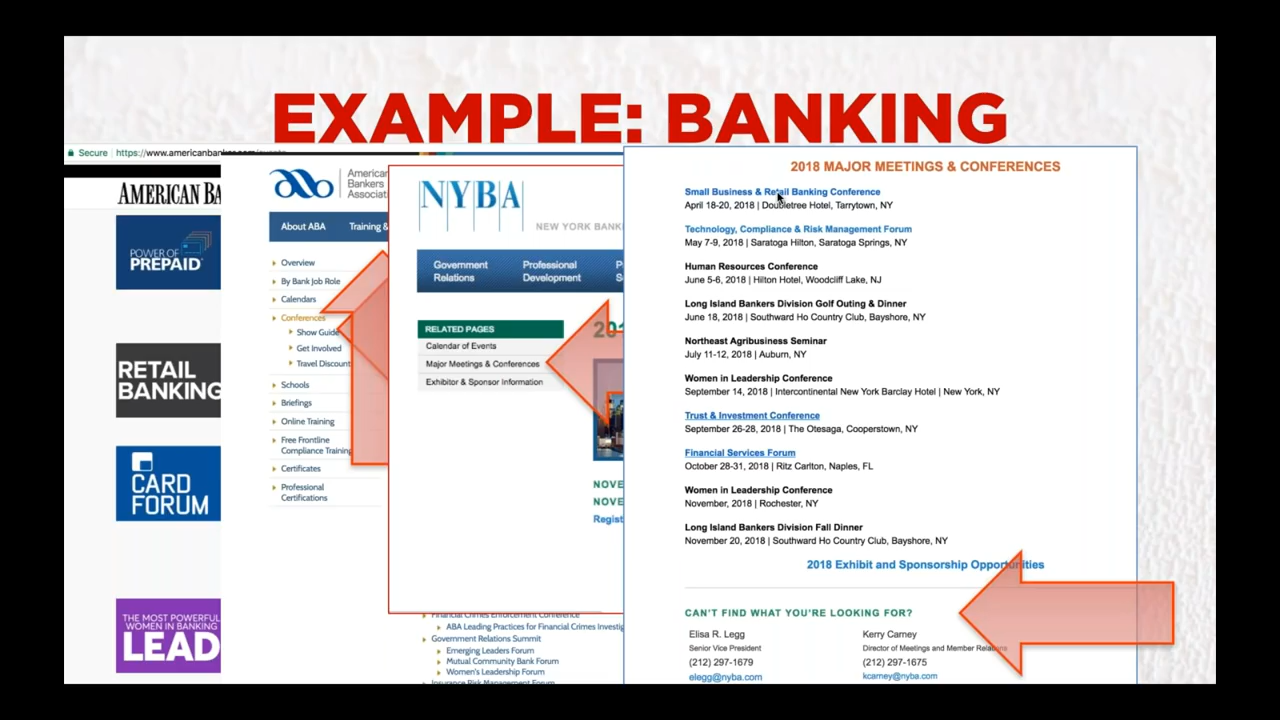 EXAMPLE: BANKING
Secure | https://www.americanbanker.com/events
AMERICAN BA
POWER OF
PREPAID
RETAIL
BANKING
CARD
FORUM
THE MOST POWERFUL
WOMEN IN BANKING
LEAD
American
Bankers
Associati
About ABA Training &
Overview
By Bank Job Role
Calendars
Conferences
Show Guide
Get Involved
Travel Discount
Schools
Briefings
Online Training
Free Frontline
Compliance Training
Certificates
Professional
Certifications
NYBA
NEW YORK BANK
Government
Relations
Professional
Development
P
S
RELATED PAGES
Calendar of Events
Major Meetings & Conferences
Exhibitor & Sponsor Information
201
NOVE
NOVE
Regist
Financial Crimes Enforcement Conference
ABA Leading Practices for Financial Crimes Investig
Government Relations Summit
Emerging Leaders Forum
Mutual Community Bank Forum
Women's Leadership Forum
Insurance Risk Management Forum
2018 MAJOR MEETINGS & CONFERENCES
Small Business & Retail Banking Conference
April 18-20, 2018 | Doubletree Hotel, Tarrytown, NY
Technology, Compliance & Risk Management Forum
May 7-9, 2018 | Saratoga Hilton, Saratoga Springs, NY
Human Resources Conference
June 5-6, 2018 | Hilton Hotel, Woodcliff Lake, NJ
Long Island Bankers Division Golf Outing & Dinner
June 18, 2018 | Southward Ho Country Club, Bayshore, NY
Northeast Agribusiness Seminar
July 11-12, 2018 | Auburn, NY
Women in Leadership Conference
September 14, 2018 | Intercontinental New York Barclay Hotel | New York, NY
Trust & Investment Conference
September 26-28, 2018 | The Otesaga, Cooperstown, NY
Financial Services Forum
October 28-31, 2018 | Ritz Carlton, Naples, FL
Women in Leadership Conference
November, 2018 | Rochester, NY
Long Island Bankers Division Fall Dinner
November 20, 2018 | Southward Ho Country Club, Bayshore, NY
2018 Exhibit and Sponsorship Opportunities
CAN'T FIND WHAT YOU'RE LOOKING FOR?
Elisa R. Legg
Senior Vice President
(212) 297-1679
elegg@nyba.com
Kerry Carney
Director of Meetings and Member Relations
(212) 297-1675
kcarney@nyba.com